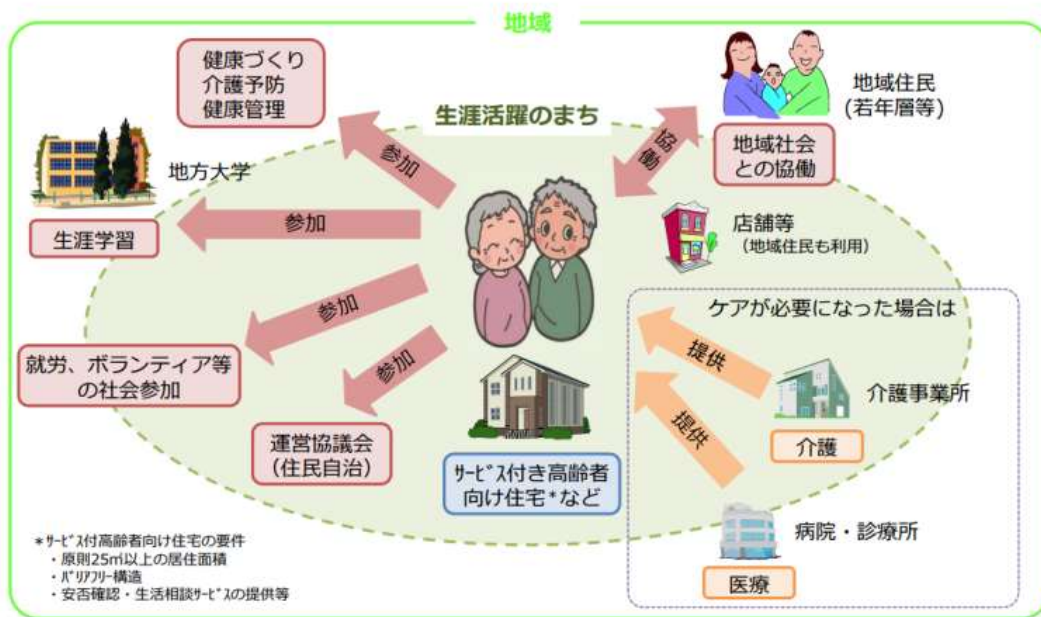 地域
健康づくり
介護予防
健康管理
地域住民
(若年層等)
生涯活躍のまち
参加
協働
地域社会
との協働
地方大学
生涯学習
参加
店舗等
（地域住民も利用）
参加
就労、ボランティア等
の社会参加
参加
運営協議会
（住民自治）
ケアが必要になった場合は
提供
介護事業所
介護
提供
病院・診療所
医療
ｻｰﾋﾞｽ付き高齢者
向け住宅*など
＊ｻｰﾋﾞｽ付高齢者向け住宅の要件
・原則25㎡以上の居住面積
・ﾊﾞﾘｱﾌﾘｰ構造
・安否確認・生活相談ｻｰﾋﾞｽの提供等